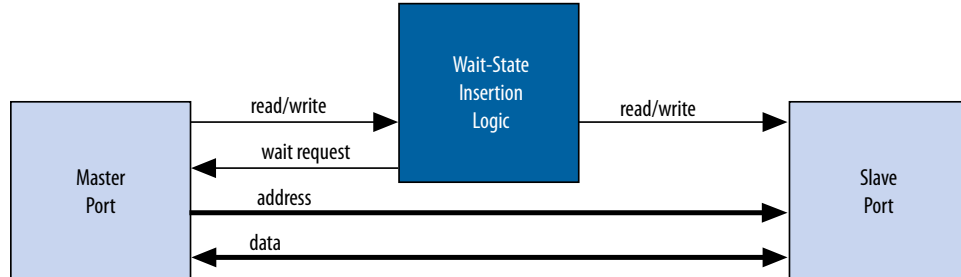 Wait-State
Insertion
Logic
read/write
read/write
wait request
Master
Port
Slave
Port
address
data